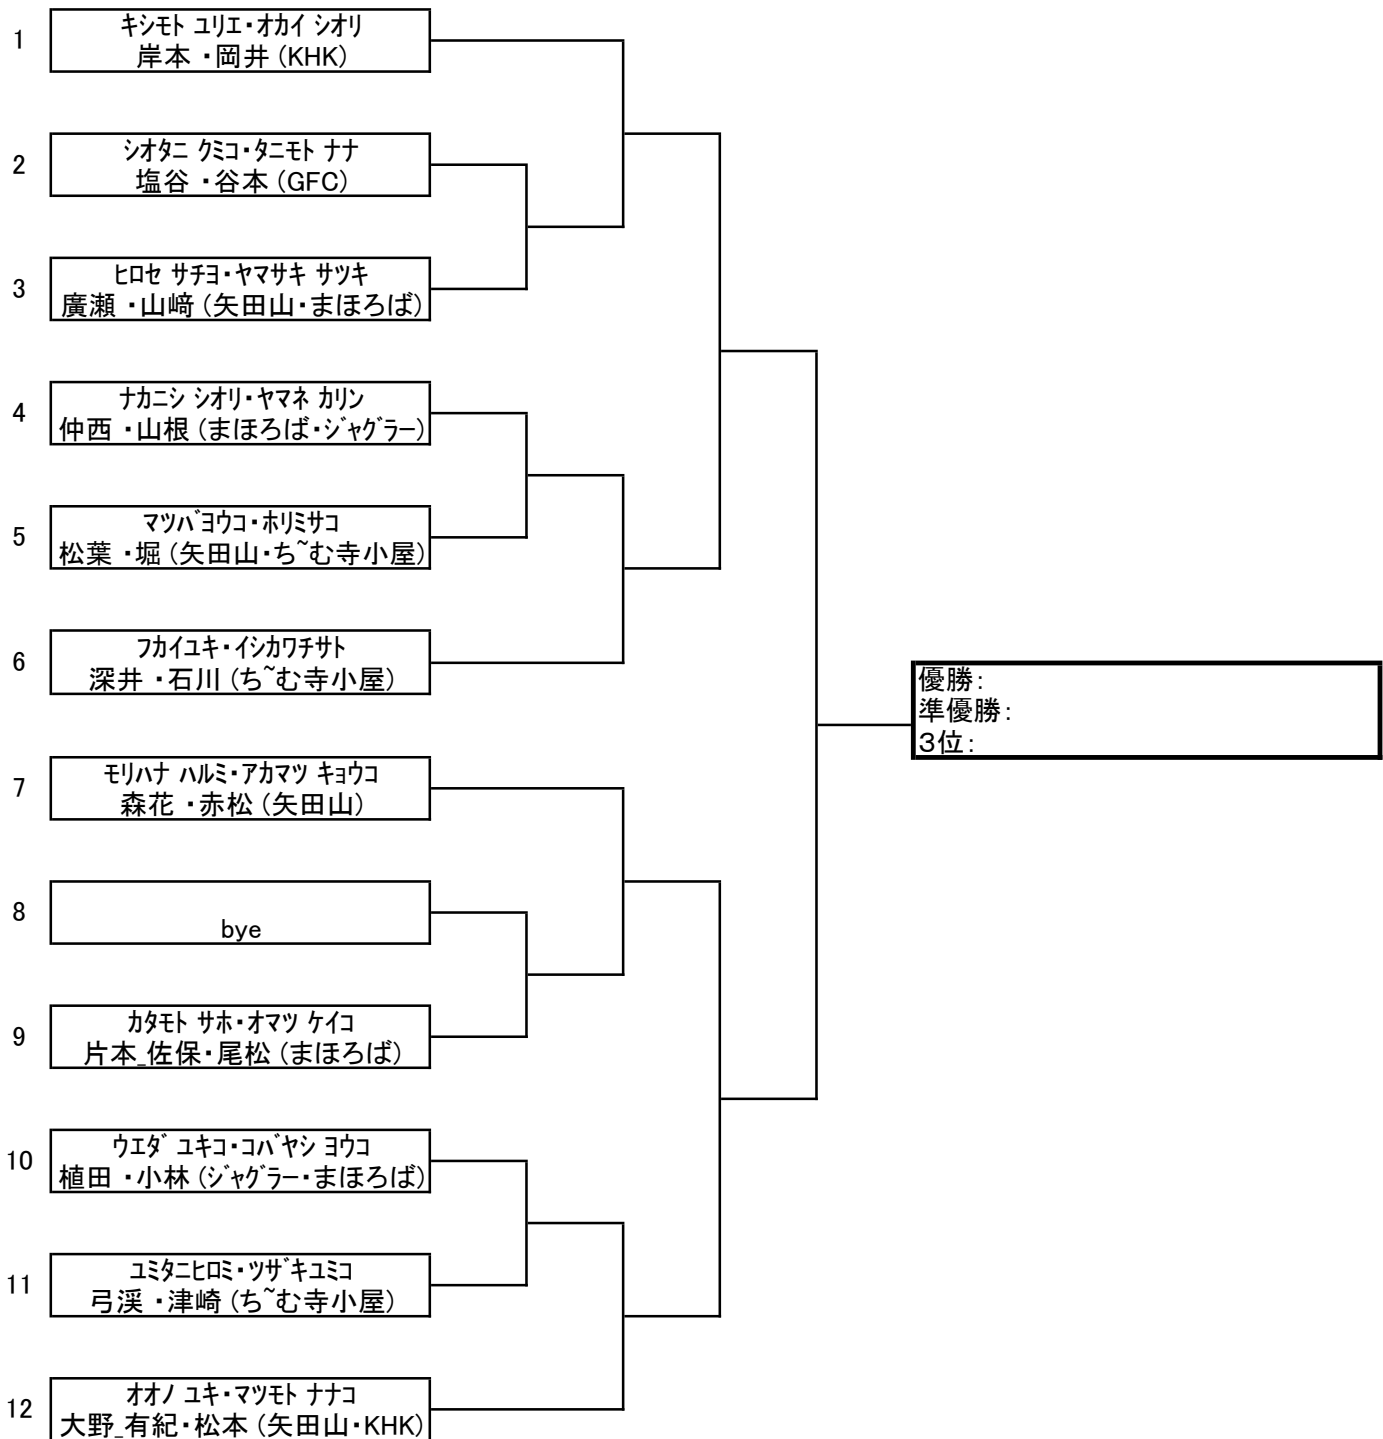 1
ｷｼﾓﾄ ﾕﾘｴ・ｵｶｲ ｼｵﾘ
岸本 ・岡井 (KHK)
2
ｼｵﾀﾆ ｸﾐｺ・ﾀﾆﾓﾄ ﾅﾅ
塩谷 ・谷本 (GFC)
3
ﾋﾛｾ ｻﾁﾖ・ﾔﾏｻｷ ｻﾂｷ
廣瀬 ・山﨑 (矢田山・まほろば)
4
ﾅｶﾆｼ ｼｵﾘ・ﾔﾏﾈ ｶﾘﾝ
仲西 ・山根 (まほろば・ｼﾞｬｸﾞﾗｰ)
5
ﾏﾂﾊﾞﾖｳｺ・ﾎﾘﾐｻｺ
松葉 ・堀 (矢田山・ち~む寺小屋)
6
ﾌｶｲﾕｷ・ｲｼｶﾜﾁｻﾄ
深井 ・石川 (ち~む寺小屋)
優勝：
準優勝：
３位：
7
ﾓﾘﾊﾅ ﾊﾙﾐ・ｱｶﾏﾂ ｷｮｳｺ
森花 ・赤松 (矢田山)
8
bye
9
ｶﾀﾓﾄ ｻﾎ・ｵﾏﾂ ｹｲｺ
片本_佐保・尾松 (まほろば)
10
ｳｴﾀﾞ ﾕｷｺ・ｺﾊﾞﾔｼ ﾖｳｺ
植田 ・小林 (ｼﾞｬｸﾞﾗｰ・まほろば)
11
ﾕﾐﾀﾆﾋﾛﾐ・ﾂｻﾞｷﾕﾐｺ
弓渓 ・津崎 (ち~む寺小屋)
12
ｵｵﾉ ﾕｷ・ﾏﾂﾓﾄ ﾅﾅｺ
大野_有紀・松本 (矢田山・KHK)